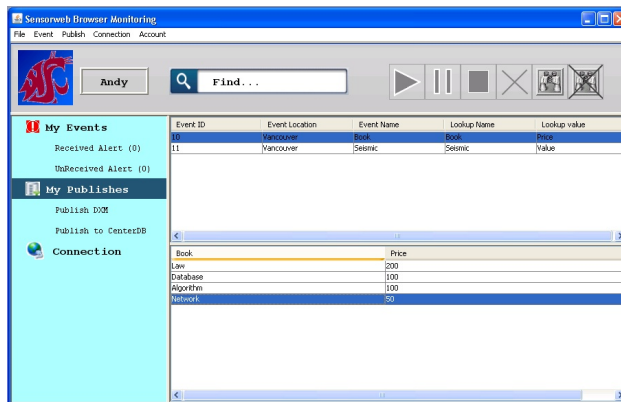 Sensorweb Browser Monitoring
File Event Publish Connection Account
Andy
Find...
My Events
Received Alert (0)
UnReceived Alert (0)
My Publishes
Publish DXM
Publish to CenterDB
Connection
Event ID Event Location Event Name Lookup Name Lookup value
10 Vancouver Book Book Price
11 Vancouver Seismic Seismic Value
Book Price
Law 200
Database 100
Algorithm 100
Network 50